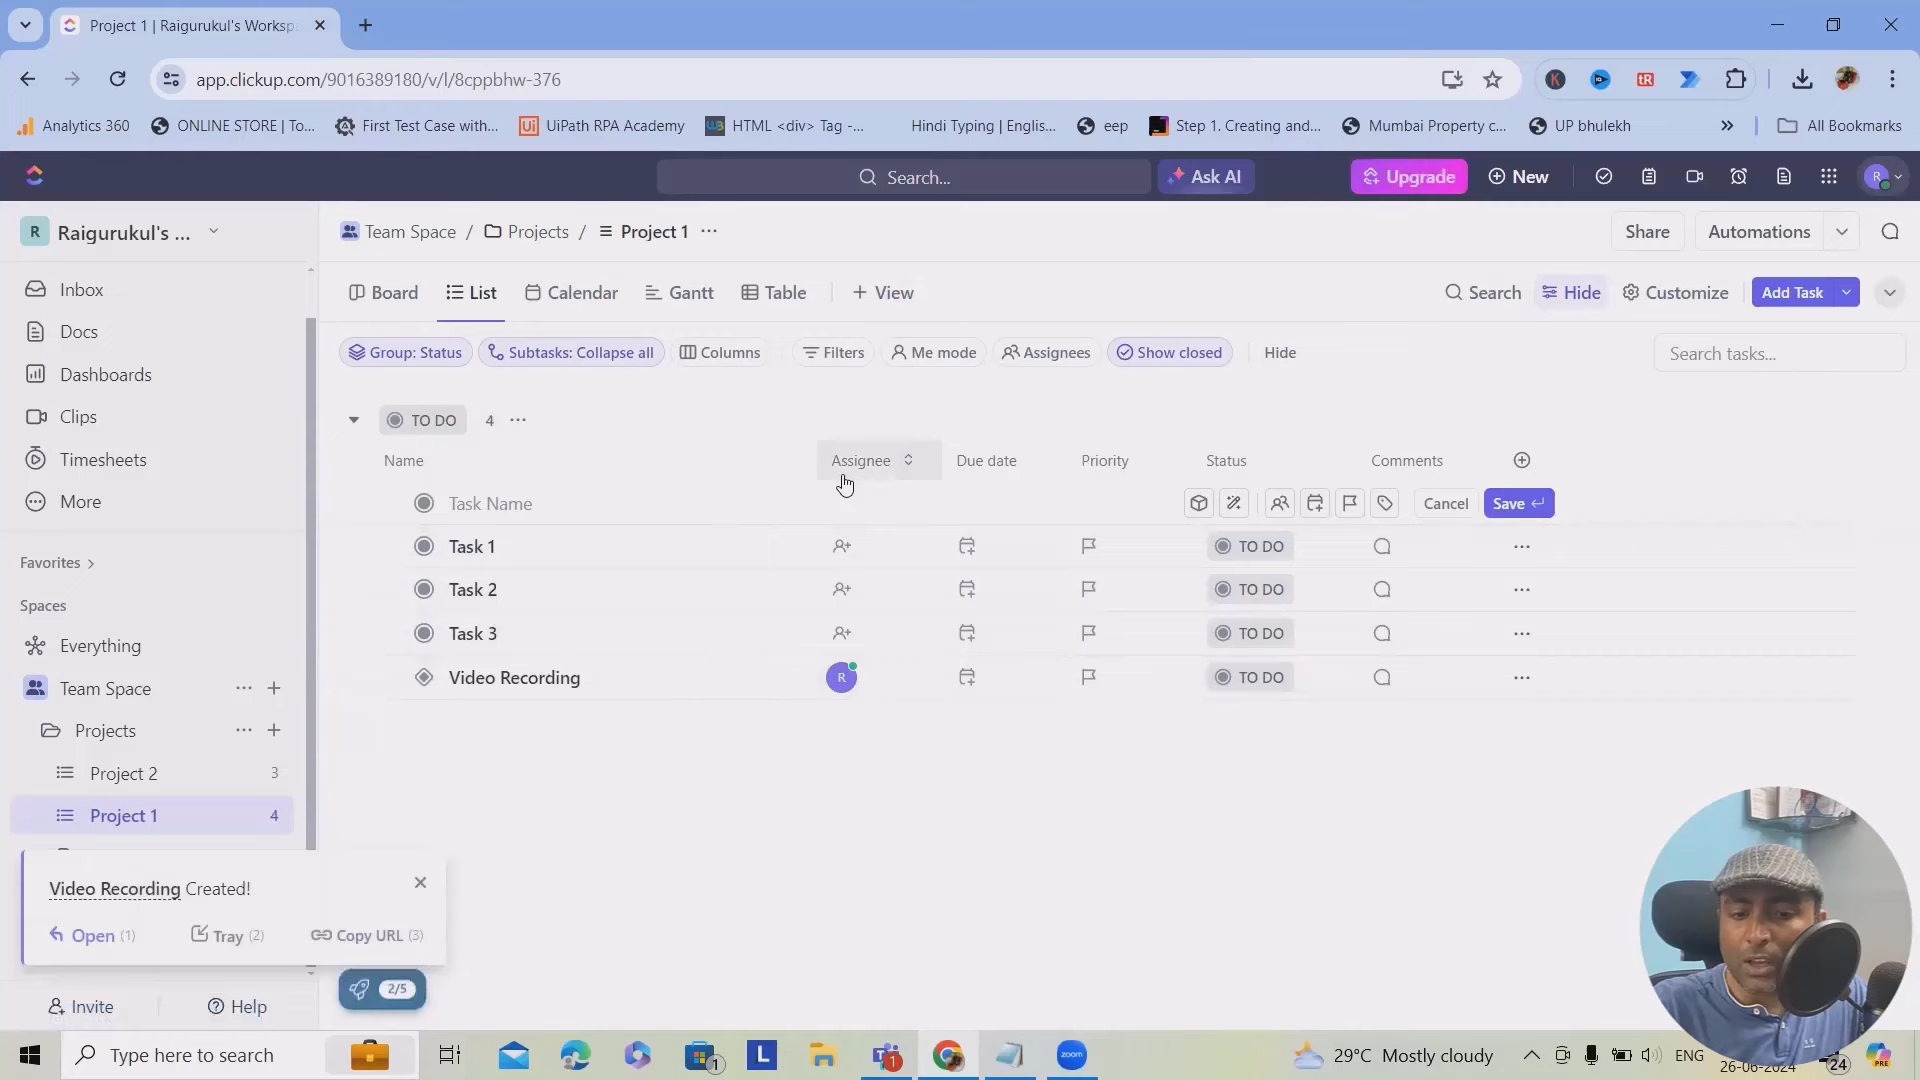 Project 1 | Raigurukul's Worksp
app.clickup.com/9016389180/v/l/8cppbhw-376
Analytics 360
ONLINE STORE | To...
First Test Case with...
UiPath RPA Academy
HTML <div> Tag -...
Hindi Typing | Englis...
eep
Step 1. Creating and...
Mumbai Property c...
UP bhulekh
All Bookmarks
Search...
Ask AI
Upgrade
New
R
R
Raigurukul's ...
Team Space / Projects / Project 1
Share
Automations
Inbox
Docs
Dashboards
Clips
Timesheets
More
Favorites
Spaces
Everything
Team Space
Projects
Project 2 3
Project 1 4
Board
List
Calendar
Gantt
Table
+ View
Search
Hide
Customize
Add Task
Group: Status
Subtasks: Collapse all
Columns
Filters
Me mode
Assignees
Show closed
Hide
Search tasks...
TO DO 4
Name Assignee Due date Priority Status Comments
Task Name Cancel Save
Task 1 TO DO
Task 2 TO DO
Task 3 TO DO
Video Recording R TO DO
Video Recording Created!
Open (1) Tray (2) Copy URL (3)
2/5
Invite
Help
Type here to search
1
L
1
zoom
29°C Mostly cloudy
ENG
26-06-2024
24
PRE